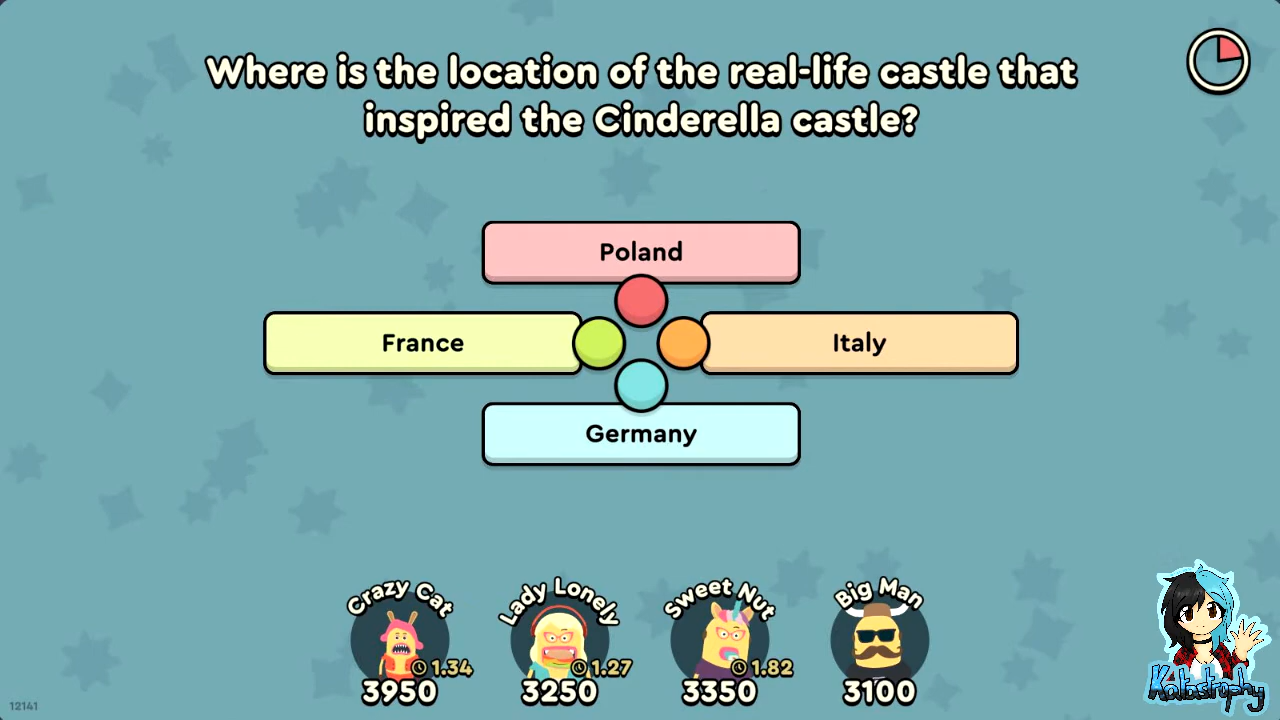 Where is the location of the real-life castle that
inspired the Cinderella castle?
Poland
France
Italy
Germany
Crazy Cat
Lady Lonely
Sweet Nut
Big Man
1.34
1.27
1.82
3950
3250
3350
3100
Kalastrophy
12141